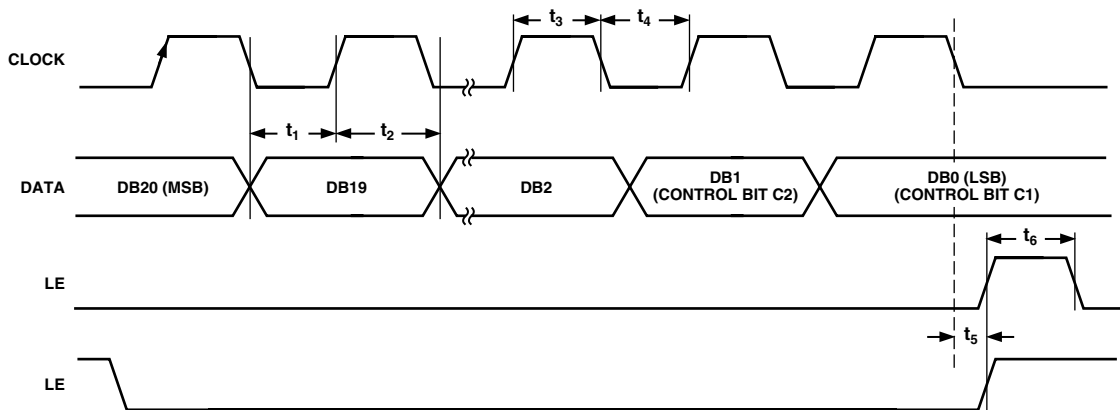 t3
t4
CLOCK
t1
t2
DATA
DB20 (MSB)
DB19
DB2
DB1
(CONTROL BIT C2)
DB0 (LSB)
(CONTROL BIT C1)
t6
LE
t5
LE